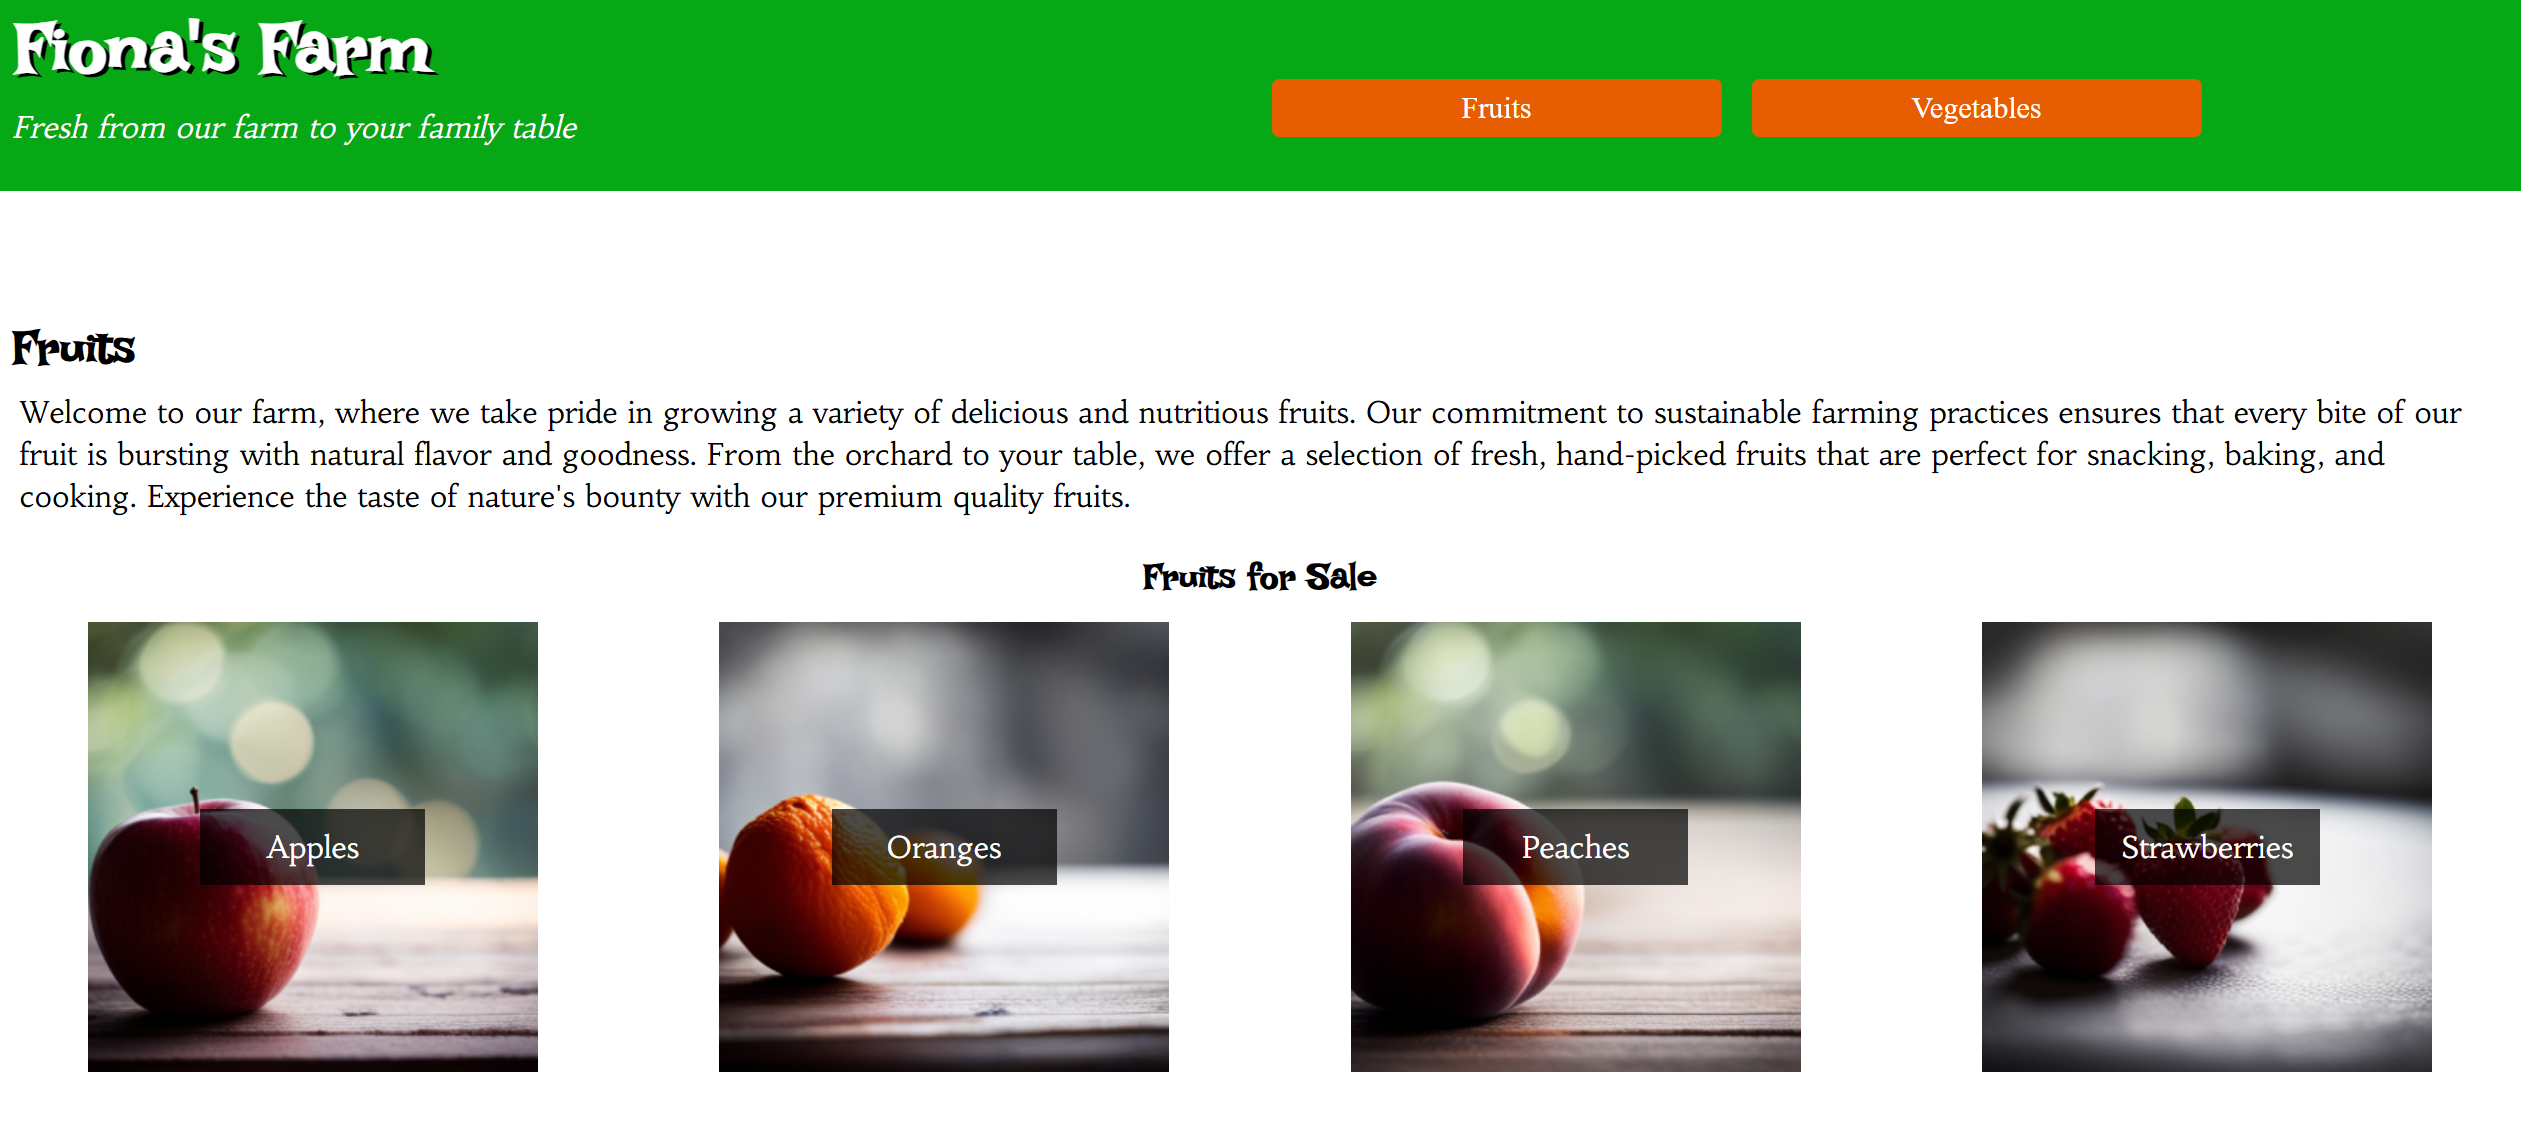 Fiona's Farm
Fresh from our farm to your family table
Fruits
Vegetables
Fruits
Welcome to our farm, where we take pride in growing a variety of delicious and nutritious fruits. Our commitment to sustainable farming practices ensures that every bite of our
fruit is bursting with natural flavor and goodness. From the orchard to your table, we offer a selection of fresh, hand-picked fruits that are perfect for snacking, baking, and
cooking. Experience the taste of nature's bounty with our premium quality fruits.
Fruits for Sale
Apples
Oranges
Peaches
Strawberries